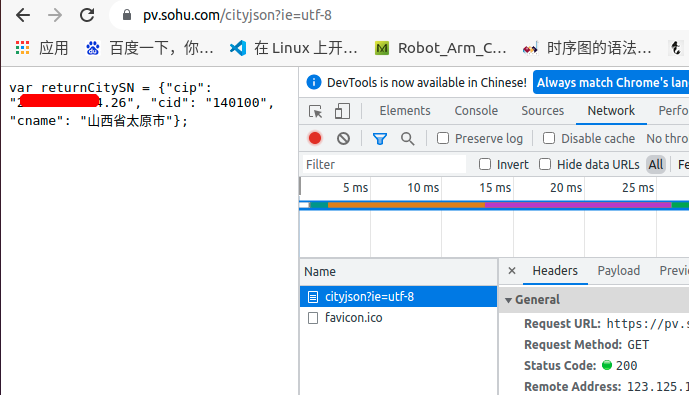 pv.sohu.com/cityjson?ie=utf-8
应用 百度一下，你... 在 Linux 上开... Robot_Arm_C... 时序图的语法...
var returnCitySN = {"cip":
"2 4.26", "cid": "140100",
"cname": "山西省太原市"};
DevTools is now available in Chinese! Always match Chrome's lan
Elements Console Sources Network Perform
Preserve log Disable cache No thro
Filter Invert Hide data URLs All Fe
5 ms 10 ms 15 ms 20 ms 25 ms
Name
cityjson?ie=utf-8
favicon.ico
× Headers Payload Preview
General
Request URL: https://pv.s
Request Method: GET
Status Code: 200
Remote Address: 123.125.1